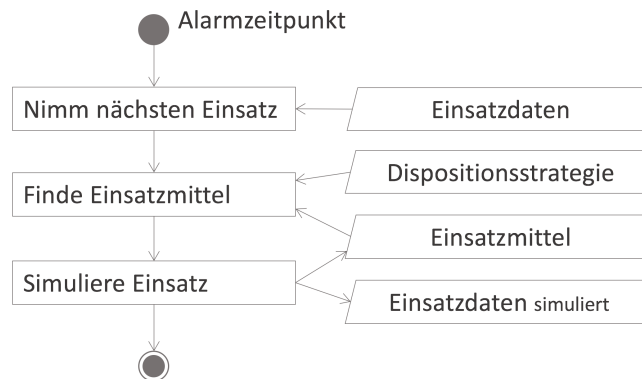 Alarmzeitpunkt
Nimm nächsten Einsatz
Einsatzdaten
Dispositionsstrategie
Finde Einsatzmittel
Einsatzmittel
Simuliere Einsatz
Einsatzdaten simuliert